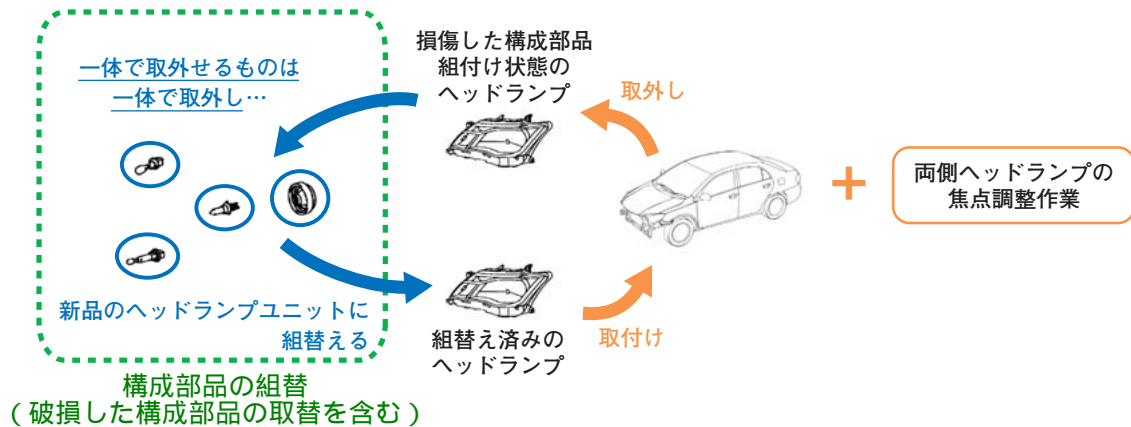 一体で取外せるものは
一体で取外し…
新品のヘッドランプユニットに
組替える
構成部品の組替
（破損した構成部品の取替を含む）
損傷した構成部品
組付け状態の
ヘッドランプ
取外し
組替え済みの
ヘッドランプ
取付け
＋
両側ヘッドランプの
焦点調整作業